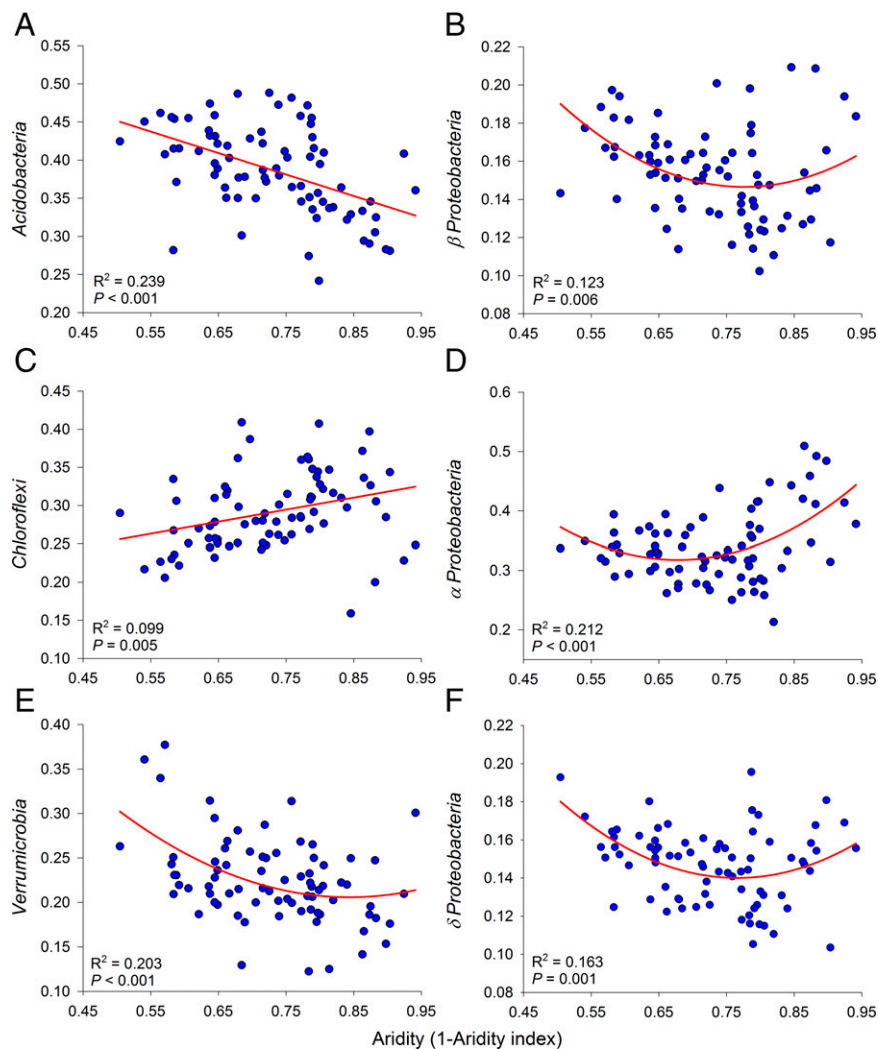 A
Acidobacteria
0.55
0.50
0.45
0.40
0.35
0.30
0.25
0.20
R² = 0.239
P < 0.001
0.45 0.55 0.65 0.75 0.85 0.95
B
β Proteobacteria
0.22
0.20
0.18
0.16
0.14
0.12
0.10
0.08
R² = 0.123
P = 0.006
0.45 0.55 0.65 0.75 0.85 0.95
C
Chloroflexi
0.45
0.40
0.35
0.30
0.25
0.20
0.15
0.10
R² = 0.099
P = 0.005
0.45 0.55 0.65 0.75 0.85 0.95
D
α Proteobacteria
0.6
0.5
0.4
0.3
0.2
R² = 0.212
P < 0.001
0.45 0.55 0.65 0.75 0.85 0.95
E
Verrumicrobia
0.40
0.35
0.30
0.25
0.20
0.15
0.10
R² = 0.203
P < 0.001
0.45 0.55 0.65 0.75 0.85 0.95
F
δ Proteobacteria
0.22
0.20
0.18
0.16
0.14
0.12
0.10
0.08
R² = 0.163
P = 0.001
0.45 0.55 0.65 0.75 0.85 0.95
Aridity (1-Aridity index)